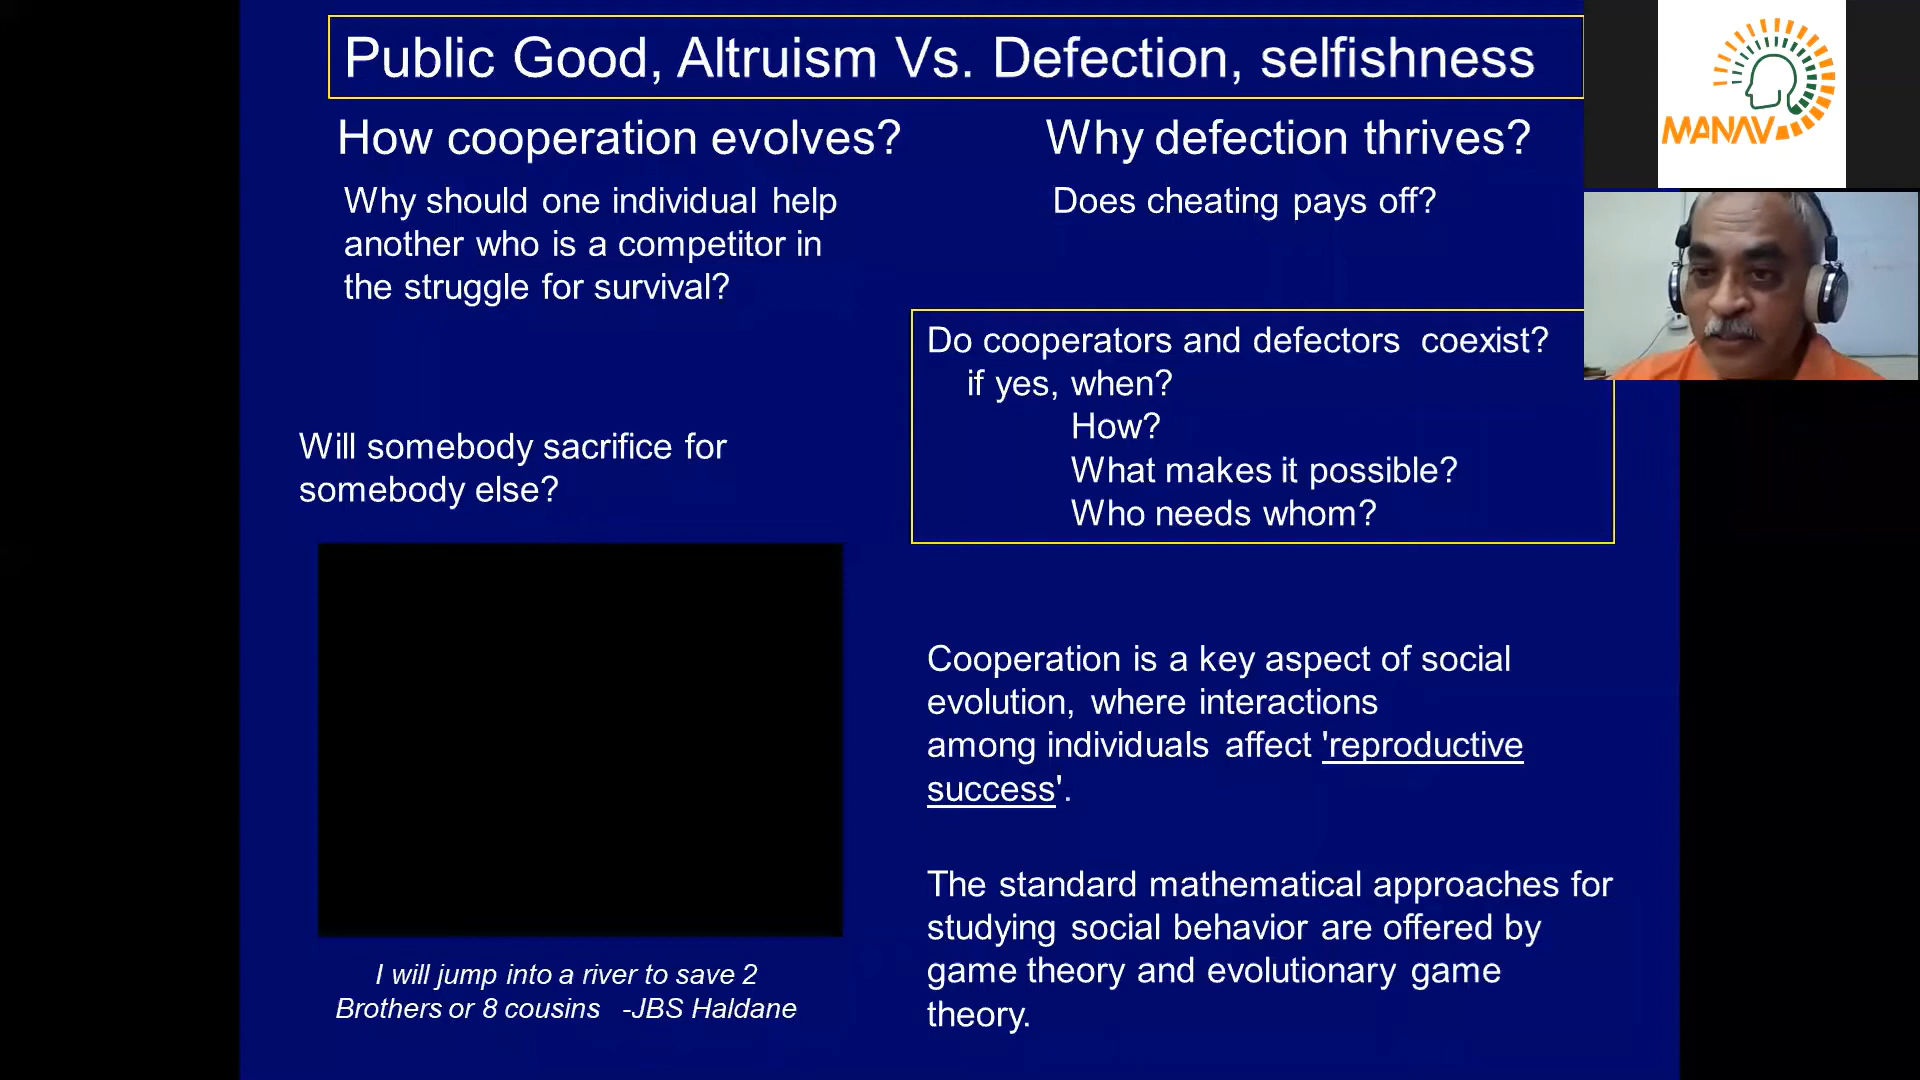 Public Good, Altruism Vs. Defection, selfishness
How cooperation evolves?
Why should one individual help
another who is a competitor in
the struggle for survival?
Will somebody sacrifice for
somebody else?
I will jump into a river to save 2
Brothers or 8 cousins -JBS Haldane
Why defection thrives?
Does cheating pays off?
Do cooperators and defectors coexist?
if yes, when?
How?
What makes it possible?
Who needs whom?
Cooperation is a key aspect of social
evolution, where interactions
among individuals affect 'reproductive
success'.
The standard mathematical approaches for
studying social behavior are offered by
game theory and evolutionary game
theory.
MANAV